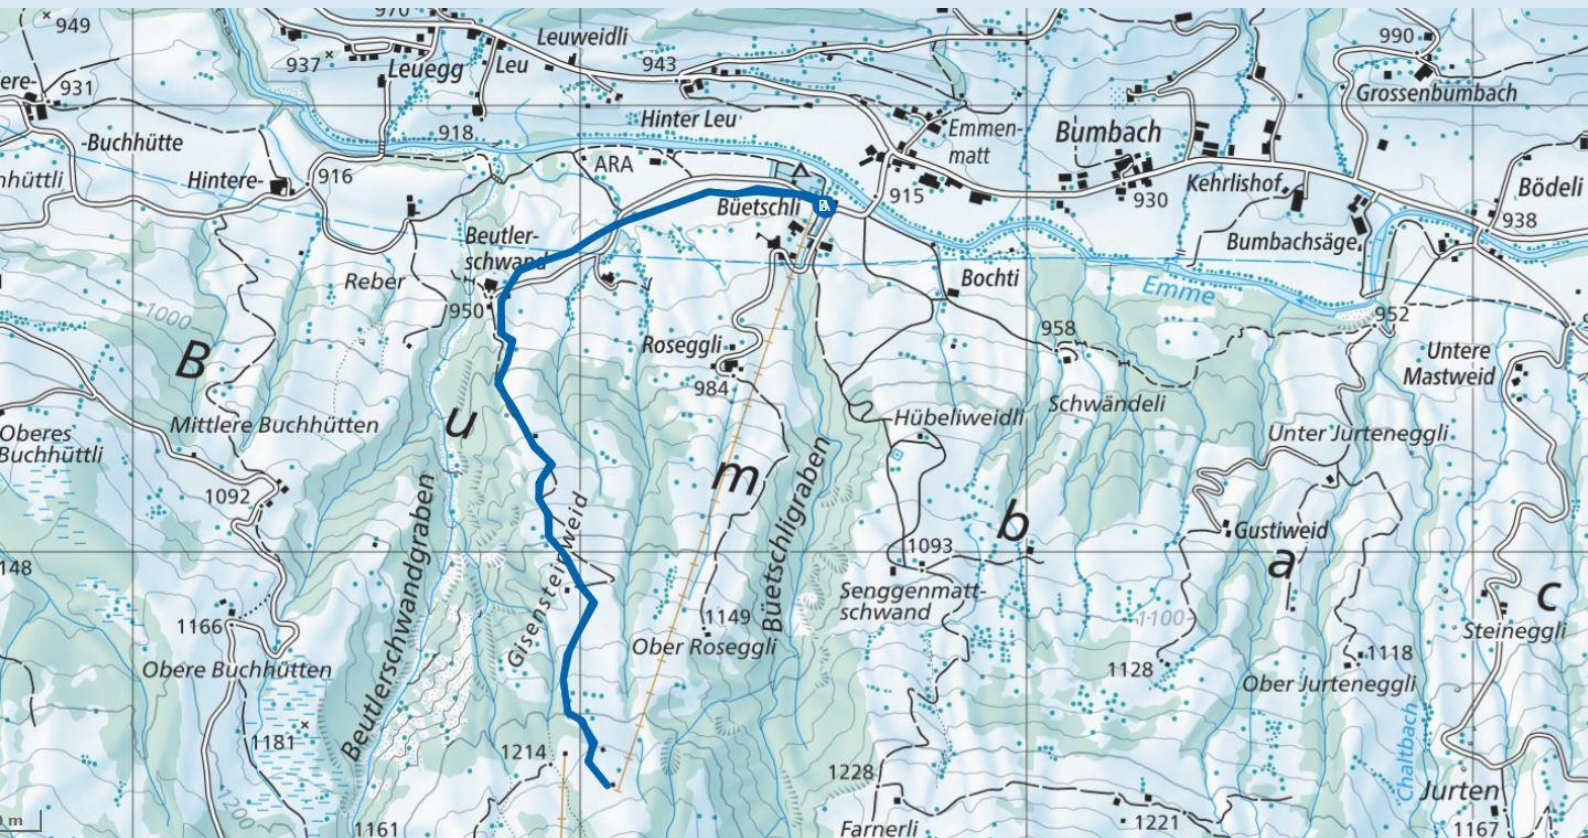 949
970
937
Leuegg
Leu
Leuweidli
943
990
Grossenbumbach
ere-
931
-Buchhütte
918
Hinter Leu
Emmen-
matt
Bumbach
ARA
nhüttli
Hintere-
916
Büetschli
915
930
Kehrlishof
Bödeli
938
Beutler-
schwand
Bumbachsäge
Reber
950
Bochti
Emme
952
1000
958
B
Roseggli
984
Untere
Mastweid
u
Mittlere Buchhütten
Hübeliweidli
Schwändeli
Oberes
Buchhüttli
Unter Jurteneggli
m
1092
b
Gustiweid
a
148
1093
c
Beutlerschwandgraben
Gisensteinweid
Büetschligraben
Senggenmatt-
schwand
1166
1149
1100
Ober Roseggli
Steineggli
Obere Buchhütten
1128
1118
Ober Jurteneggli
1181
1214
1228
Chaltbach
1200
Jurten
0 m
1161
Farnerli
1221
1167